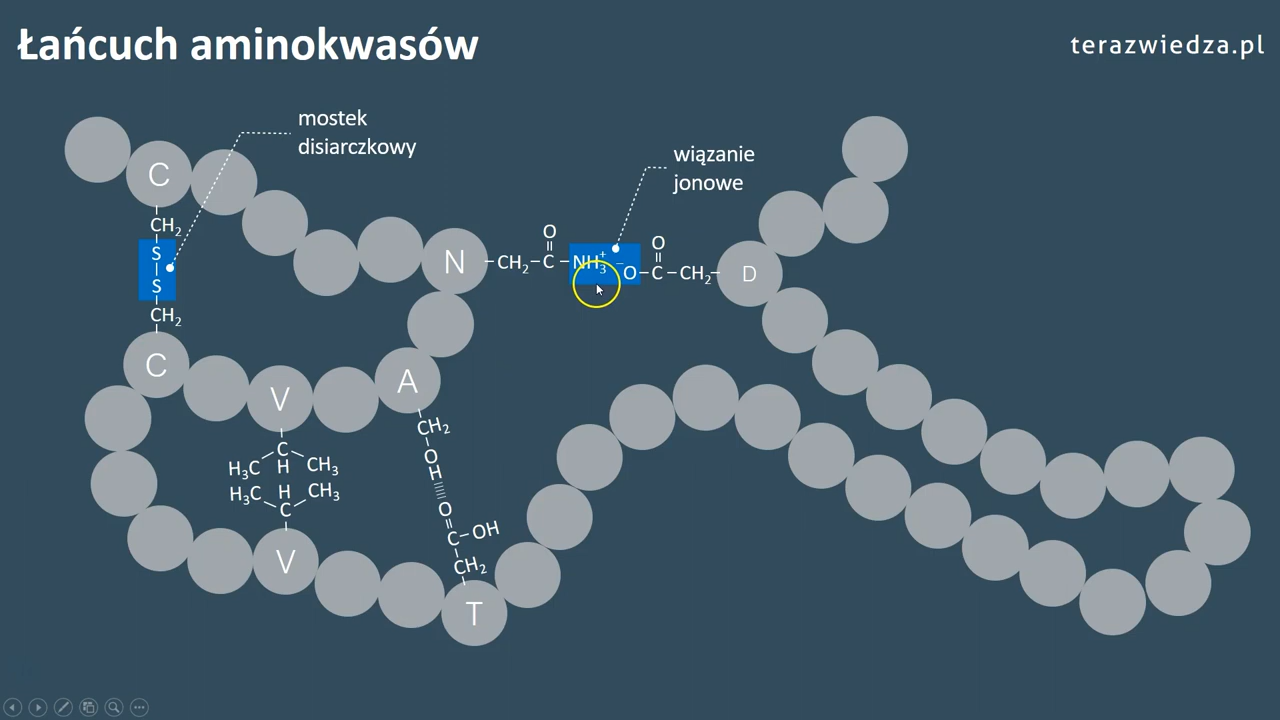 Łańcuch aminokwasów
terazwiedza.pl
mostek
disiarczkowy
wiązanie
jonowe
C
CH₂
S
S
CH₂
C
N
CH₂ C NH₃⁺
O
⁻O C CH₂
O
D
V
C
H₃C H CH₃
H₃C H CH₃
C
V
A
CH₂
O
H
O
C OH
CH₂
T